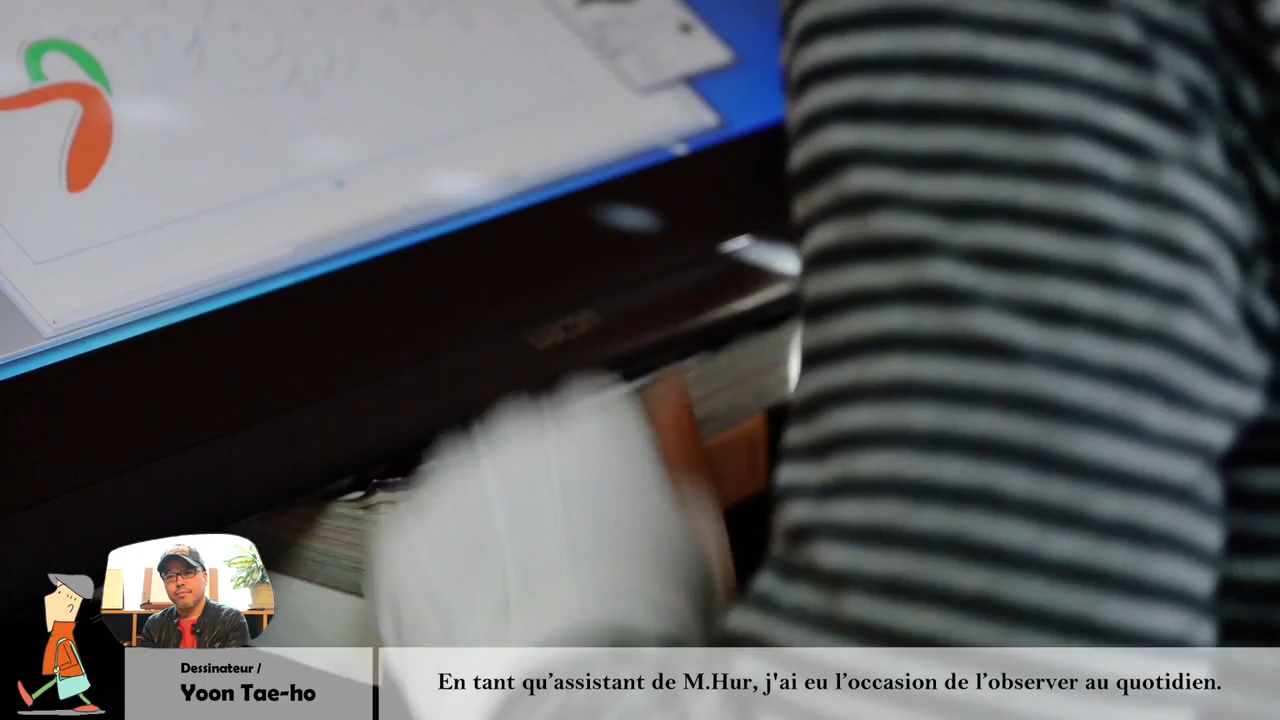 Dessinateur /
Yoon Tae-ho
En tant qu’assistant de M.Hur, j'ai eu l’occasion de l’observer au quotidien.